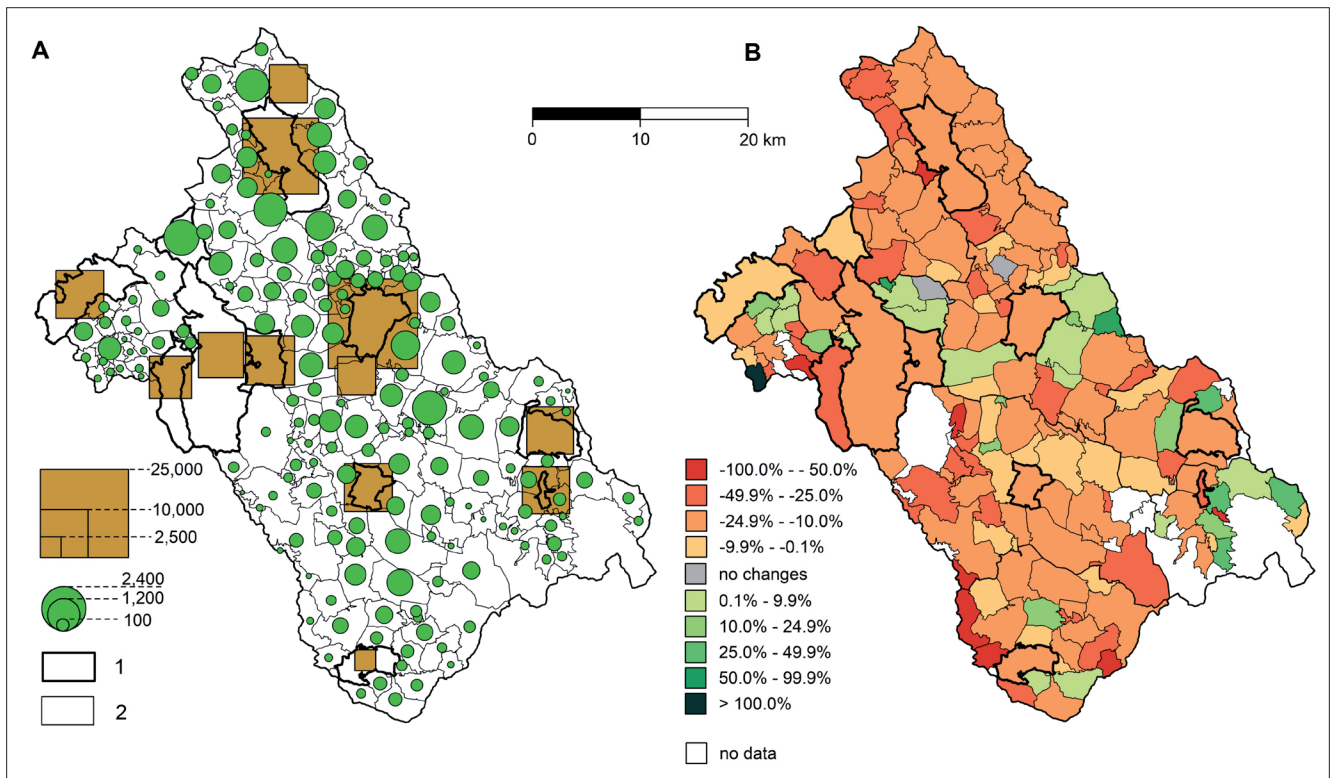 A
B
0 10 20 km
25,000
10,000
2,500
2,400
1,200
100
1
2
-100.0% - - 50.0%
-49.9% - -25.0%
-24.9% - -10.0%
-9.9% - -0.1%
no changes
0.1% - 9.9%
10.0% - 24.9%
25.0% - 49.9%
50.0% - 99.9%
> 100.0%
no data